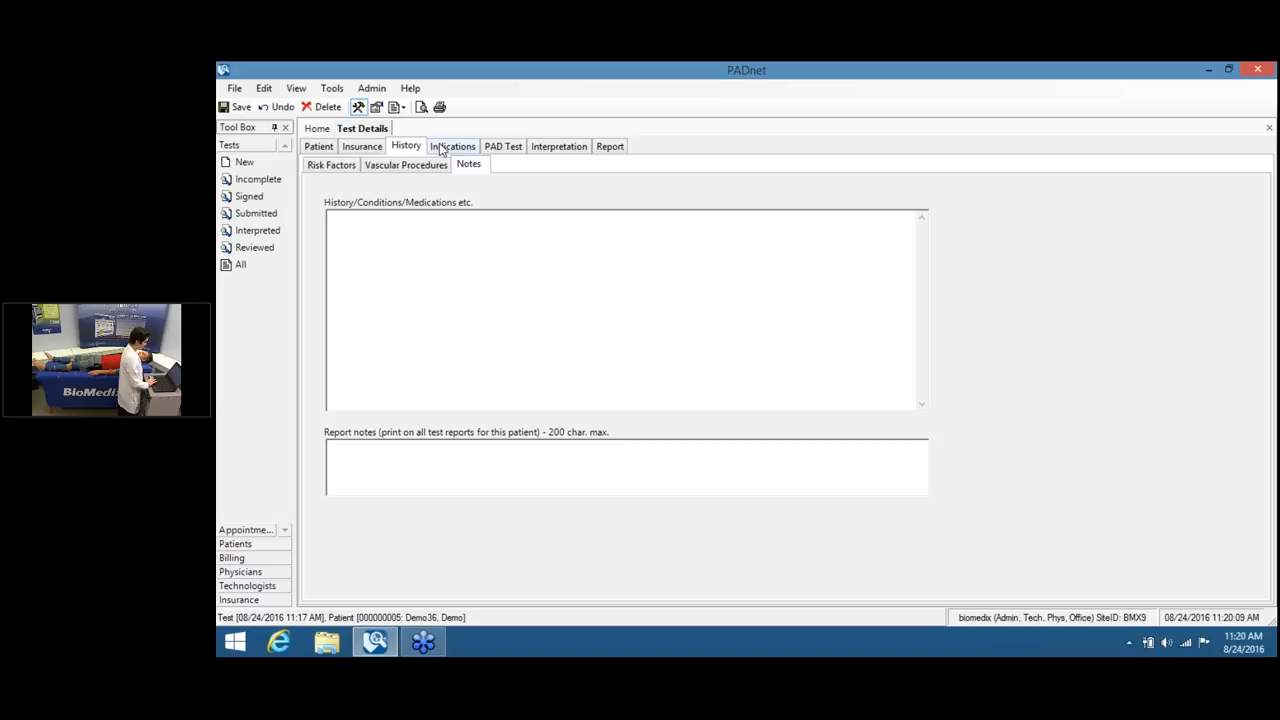 PADnet
File Edit View Tools Admin Help
Save Undo Delete
Tool Box
Home Test Details
Tests
Patient Insurance History Indications PAD Test Interpretation Report
Risk Factors Vascular Procedures Notes
New
Incomplete
Signed
Submitted
Interpreted
Reviewed
All
History/Conditions/Medications etc.
Report notes (print on all test reports for this patient) - 200 char. max.
Appointme...
Patients
Billing
Physicians
Technologists
Insurance
BioMedix
Test [08/24/2016 11:17 AM], Patient [000000005: Demo36, Demo]
biomedix (Admin, Tech, Phys, Office) SiteID: BMX9
08/24/2016 11:20:09 AM
11:20 AM
8/24/2016